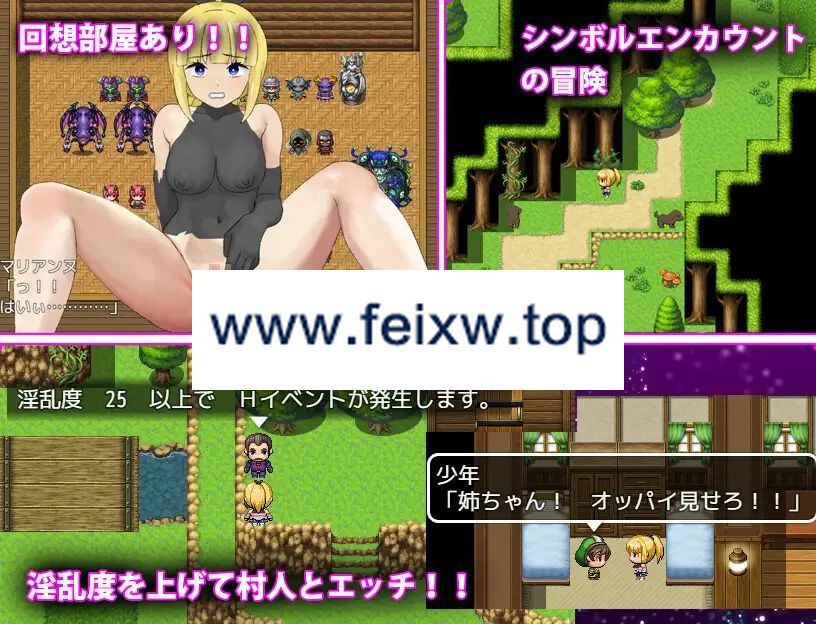 回想部屋あり！！
マリアンヌ
「っ！！
はいぃ…………」
シンボルエンカウント
の冒険
www.feixw.top
淫乱度　25　以上で　Hイベントが発生します。
少年
「姉ちゃん！　オッパイ見せろ！！」
淫乱度を上げて村人とエッチ！！